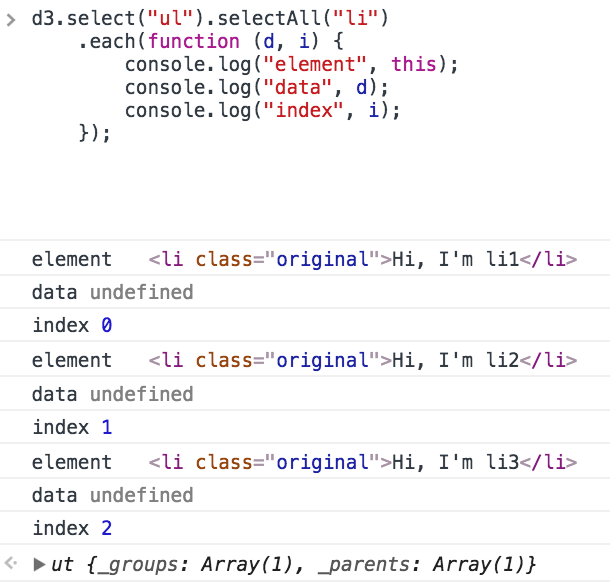 d3.select("ul").selectAll("li")
    .each(function (d, i) {
        console.log("element", this);
        console.log("data", d);
        console.log("index", i);
    });
element   <li class="original">Hi, I'm li1</li>
data undefined
index 0
element   <li class="original">Hi, I'm li2</li>
data undefined
index 1
element   <li class="original">Hi, I'm li3</li>
data undefined
index 2
ut {_groups: Array(1), _parents: Array(1)}